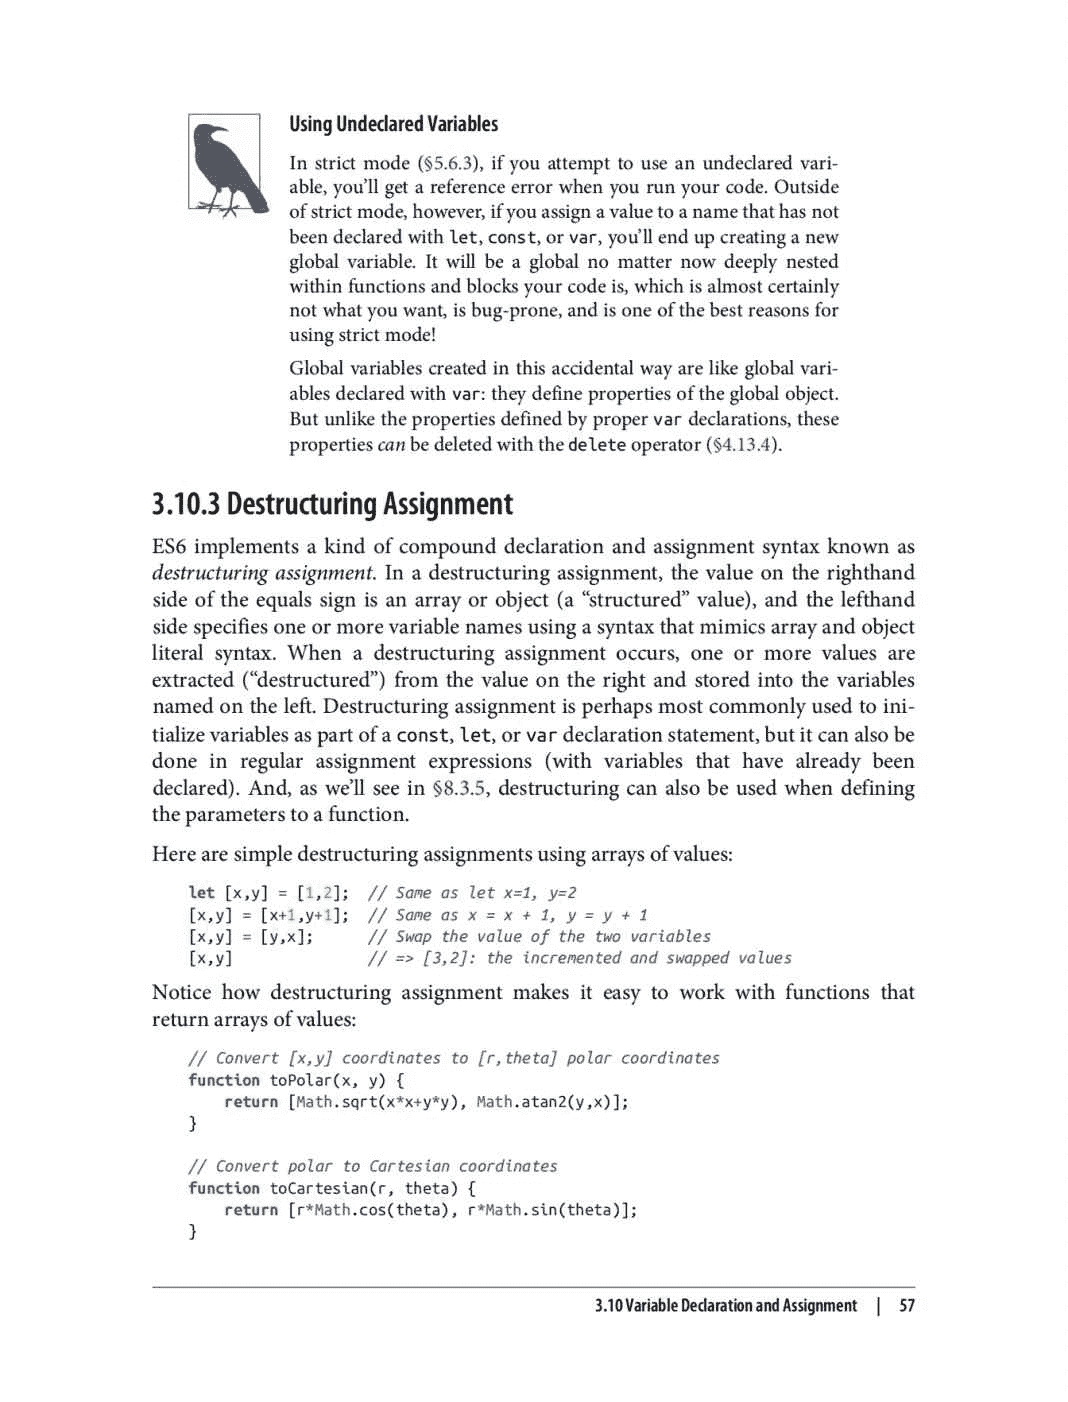 Using Undeclared Variables
In strict mode (§5.6.3), if you attempt to use an undeclared vari-
able, you’ll get a reference error when you run your code. Outside
of strict mode, however, if you assign a value to a name that has not
been declared with let, const, or var, you’ll end up creating a new
global variable. It will be a global no matter now deeply nested
within functions and blocks your code is, which is almost certainly
not what you want, is bug-prone, and is one of the best reasons for
using strict mode!
Global variables created in this accidental way are like global vari-
ables declared with var: they define properties of the global object.
But unlike the properties defined by proper var declarations, these
properties can be deleted with the delete operator (§4.13.4).
3.10.3 Destructuring Assignment
ES6 implements a kind of compound declaration and assignment syntax known as
destructuring assignment. In a destructuring assignment, the value on the righthand
side of the equals sign is an array or object (a “structured” value), and the lefthand
side specifies one or more variable names using a syntax that mimics array and object
literal syntax. When a destructuring assignment occurs, one or more values are
extracted (“destructured”) from the value on the right and stored into the variables
named on the left. Destructuring assignment is perhaps most commonly used to ini-
tialize variables as part of a const, let, or var declaration statement, but it can also be
done in regular assignment expressions (with variables that have already been
declared). And, as we’ll see in §8.3.5, destructuring can also be used when defining
the parameters to a function.
Here are simple destructuring assignments using arrays of values:
let [x,y] = [1,2];  // Same as let x=1, y=2
[x,y] = [x+1,y+1];  // Same as x = x + 1, y = y + 1
[x,y] = [y,x];      // Swap the value of the two variables
[x,y]               // => [3,2]: the incremented and swapped values
Notice how destructuring assignment makes it easy to work with functions that
return arrays of values:
// Convert [x,y] coordinates to [r,theta] polar coordinates
function toPolar(x, y) {
    return [Math.sqrt(x*x+y*y), Math.atan2(y,x)];
}
// Convert polar to Cartesian coordinates
function toCartesian(r, theta) {
    return [r*Math.cos(theta), r*Math.sin(theta)];
}
3.10 Variable Declaration and Assignment | 57